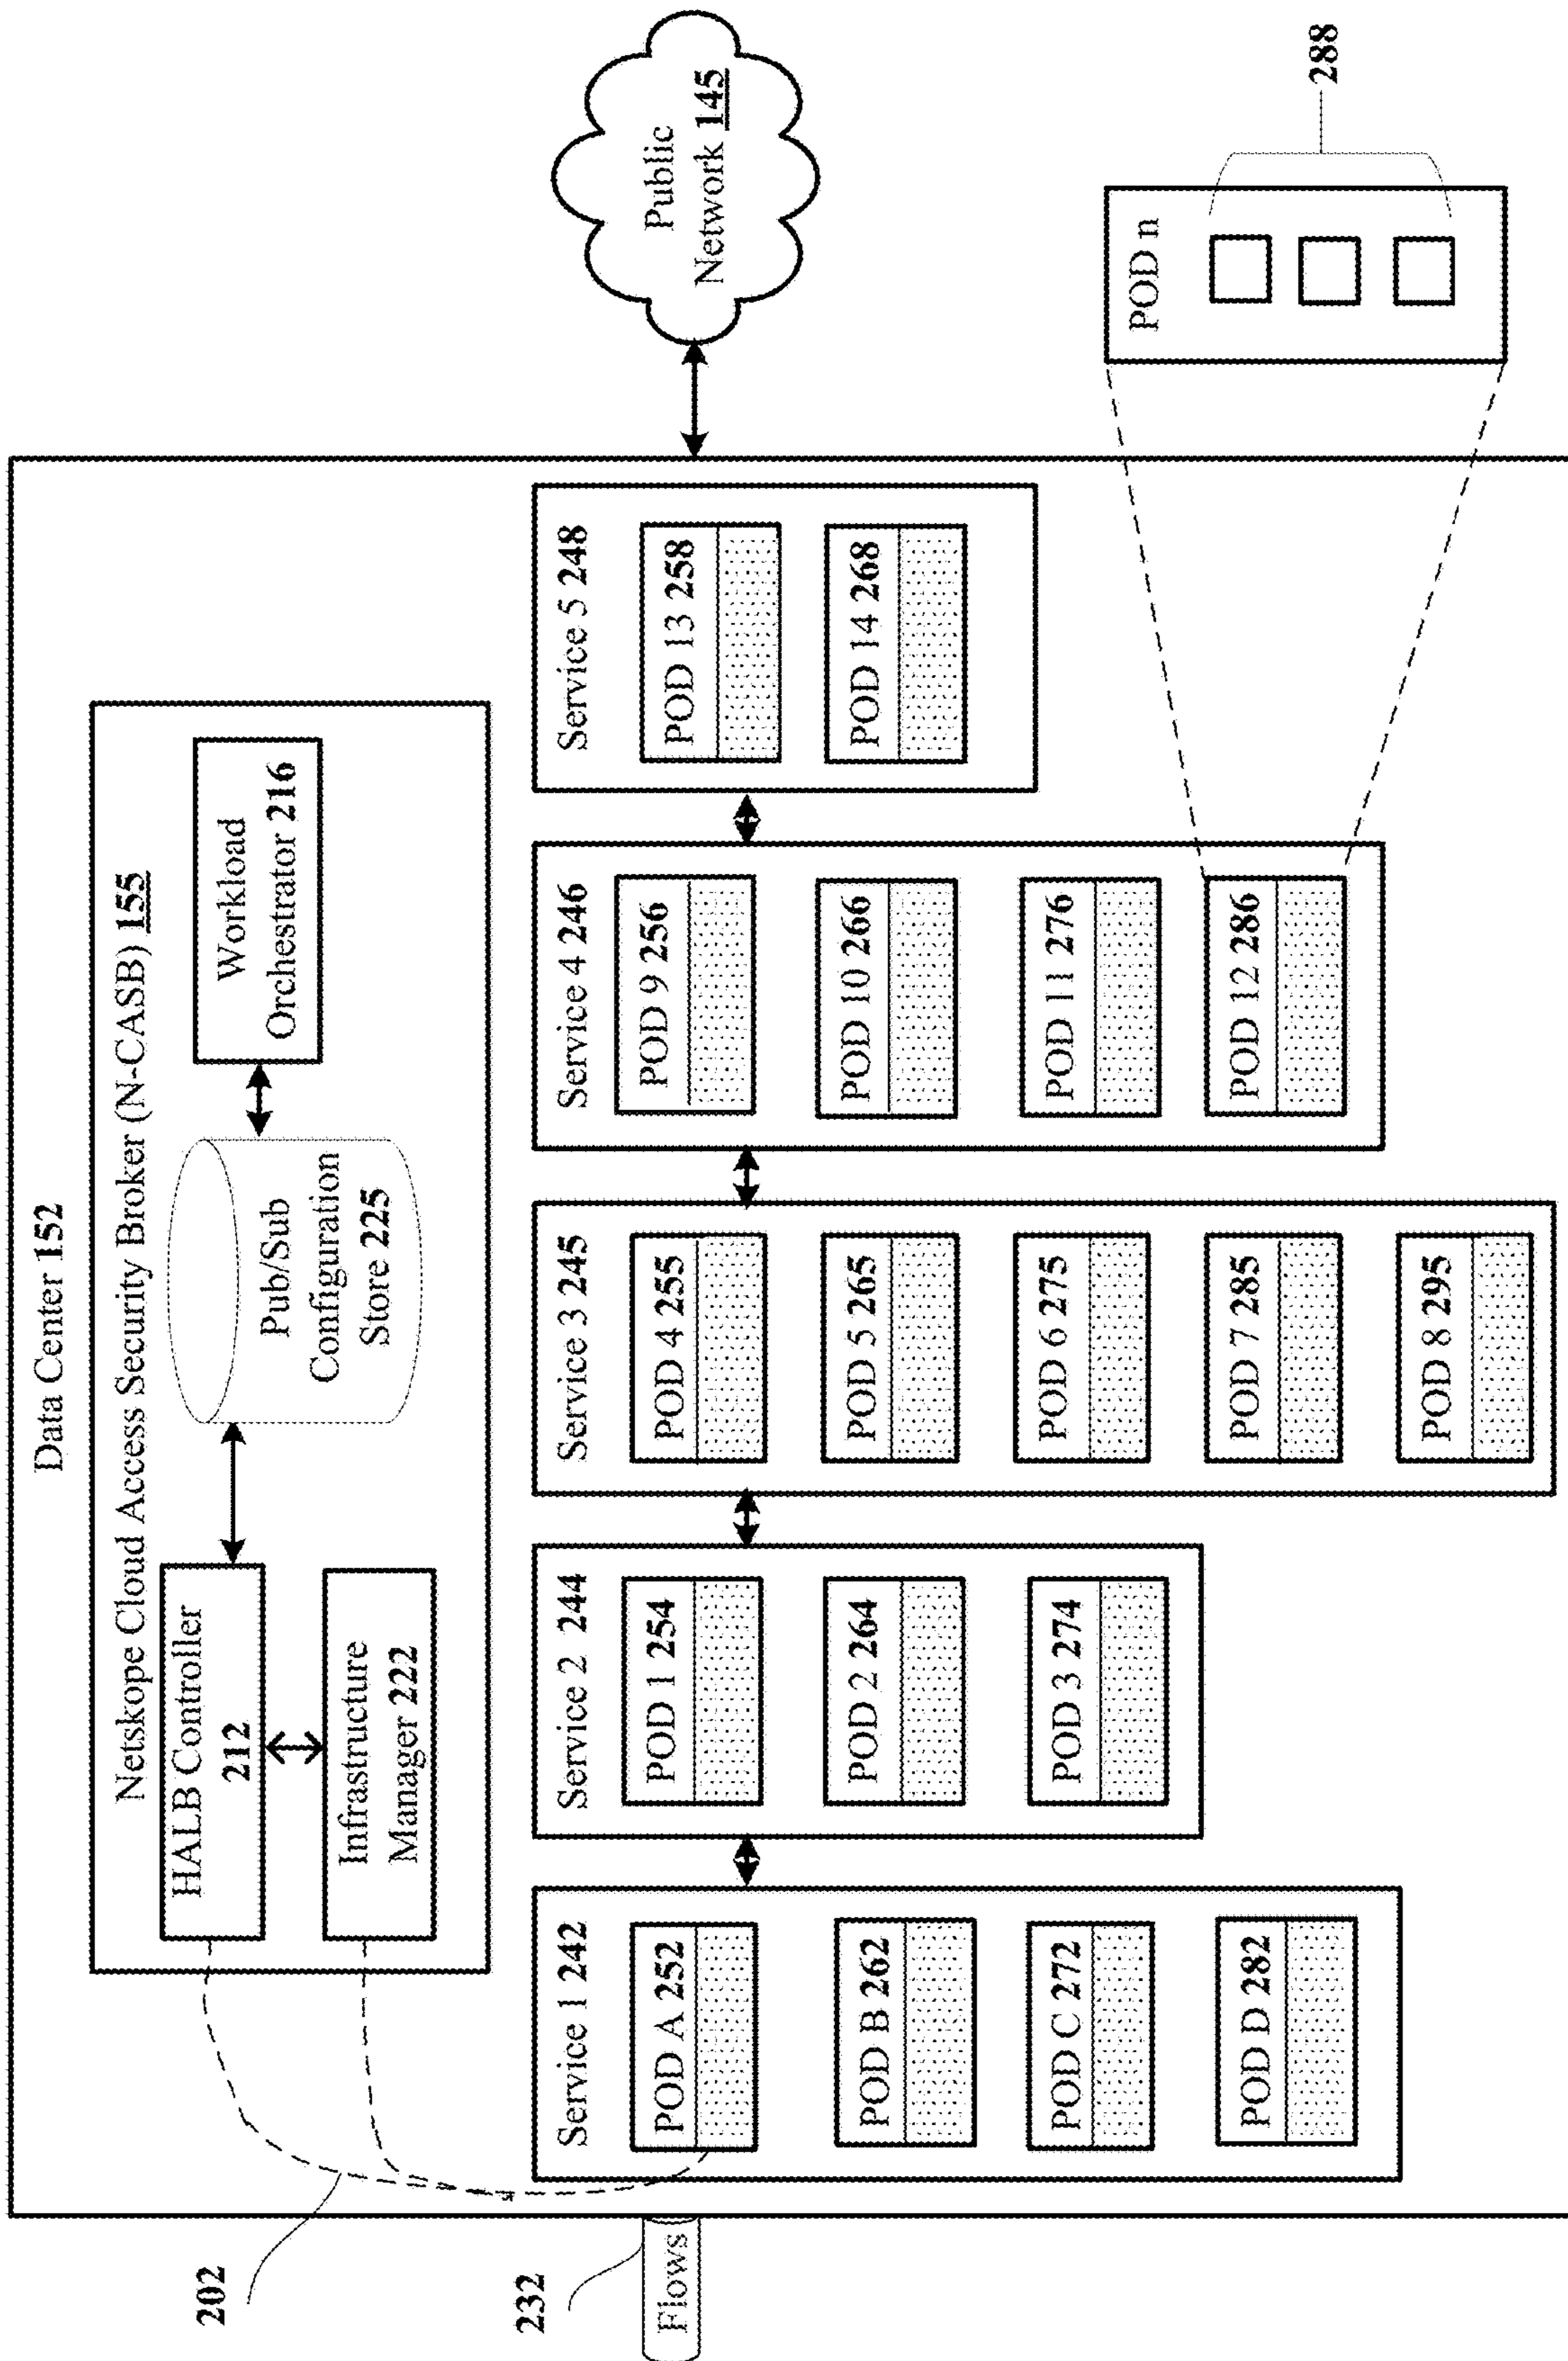 Data Center 152
Netskope Cloud Access Security Broker (N-CASB) 155
HALB Controller
212
Infrastructure
Manager 222
Pub/Sub
Configuration
Store 225
Workload
Orchestrator 216
202
232
Flows
Service 1 242
POD A 252
POD B 262
POD C 272
POD D 282
Service 2 244
POD 1 254
POD 2 264
POD 3 274
Service 3 245
POD 4 255
POD 5 265
POD 6 275
POD 7 285
POD 8 295
Service 4 246
POD 9 256
POD 10 266
POD 11 276
POD 12 286
Service 5 248
POD 13 258
POD 14 268
Public
Network 145
POD n
288